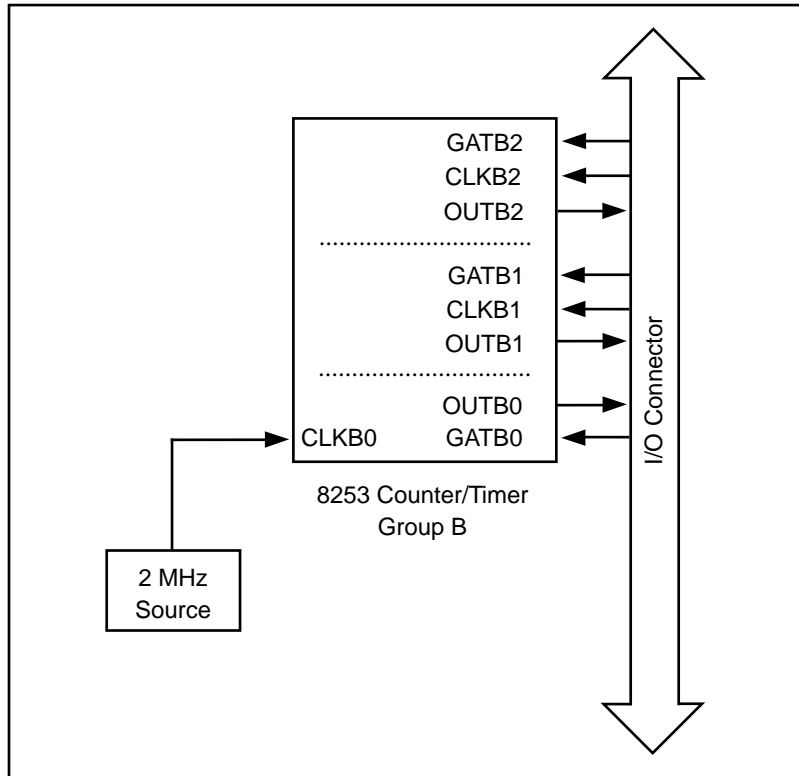 GATB2
CLKB2
OUTB2
GATB1
CLKB1
OUTB1
OUTB0
CLKB0 GATB0
I/O Connector
8253 Counter/Timer
Group B
2 MHz
Source